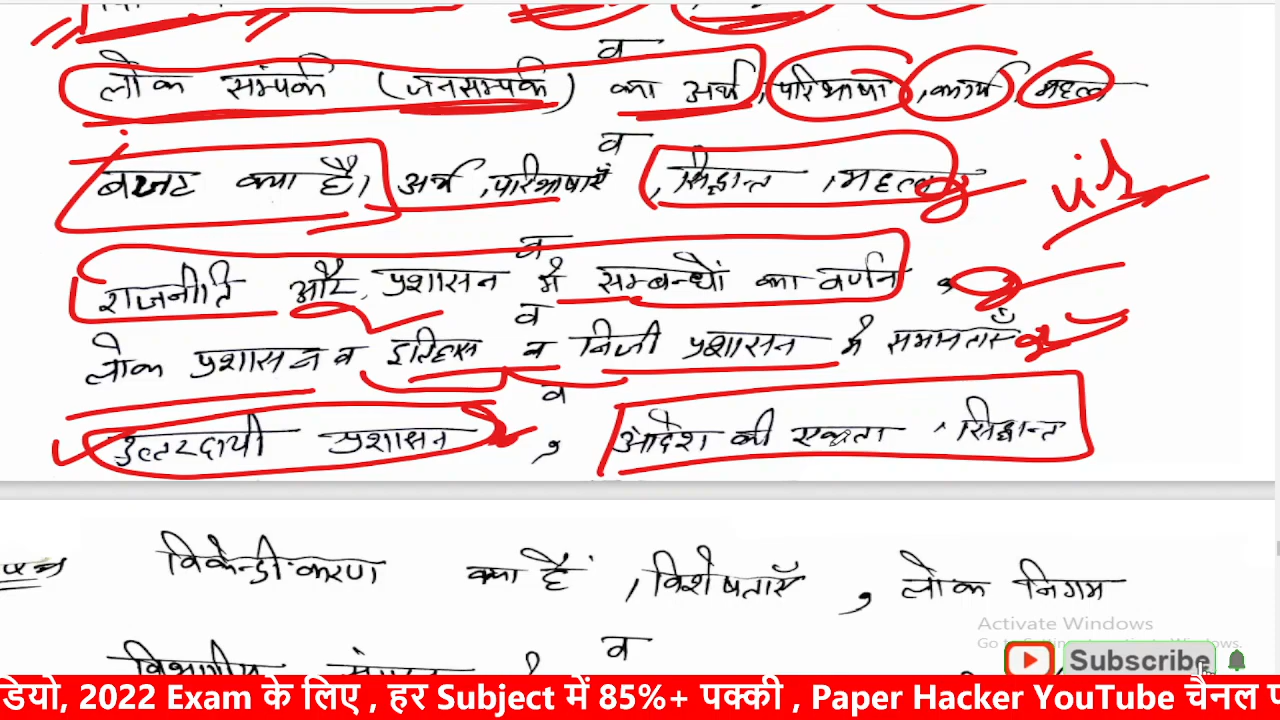 व
लोक संपर्क (जनसम्पर्क) का अर्थ, परिभाषा, कार्य, महत्व
व
बजट क्या है। अर्थ, परिभाषाएँ, सिद्धान्त, महत्व
व
राजनीति और प्रशासन में सम्बन्धों का वर्णन,
व
लोक प्रशासन व इतिहास व निजी प्रशासन में समानताएँ
व
उत्तरदायी प्रशासन, आदेश की एकता, सिद्धान्त
विकेन्द्रीकरण क्या है, विशेषताएँ, लोक निगम
Activate Windows
व
Subscribe
डियो, 2022 Exam के लिए , हर Subject में 85%+ पक्की , Paper Hacker YouTube चैनल प